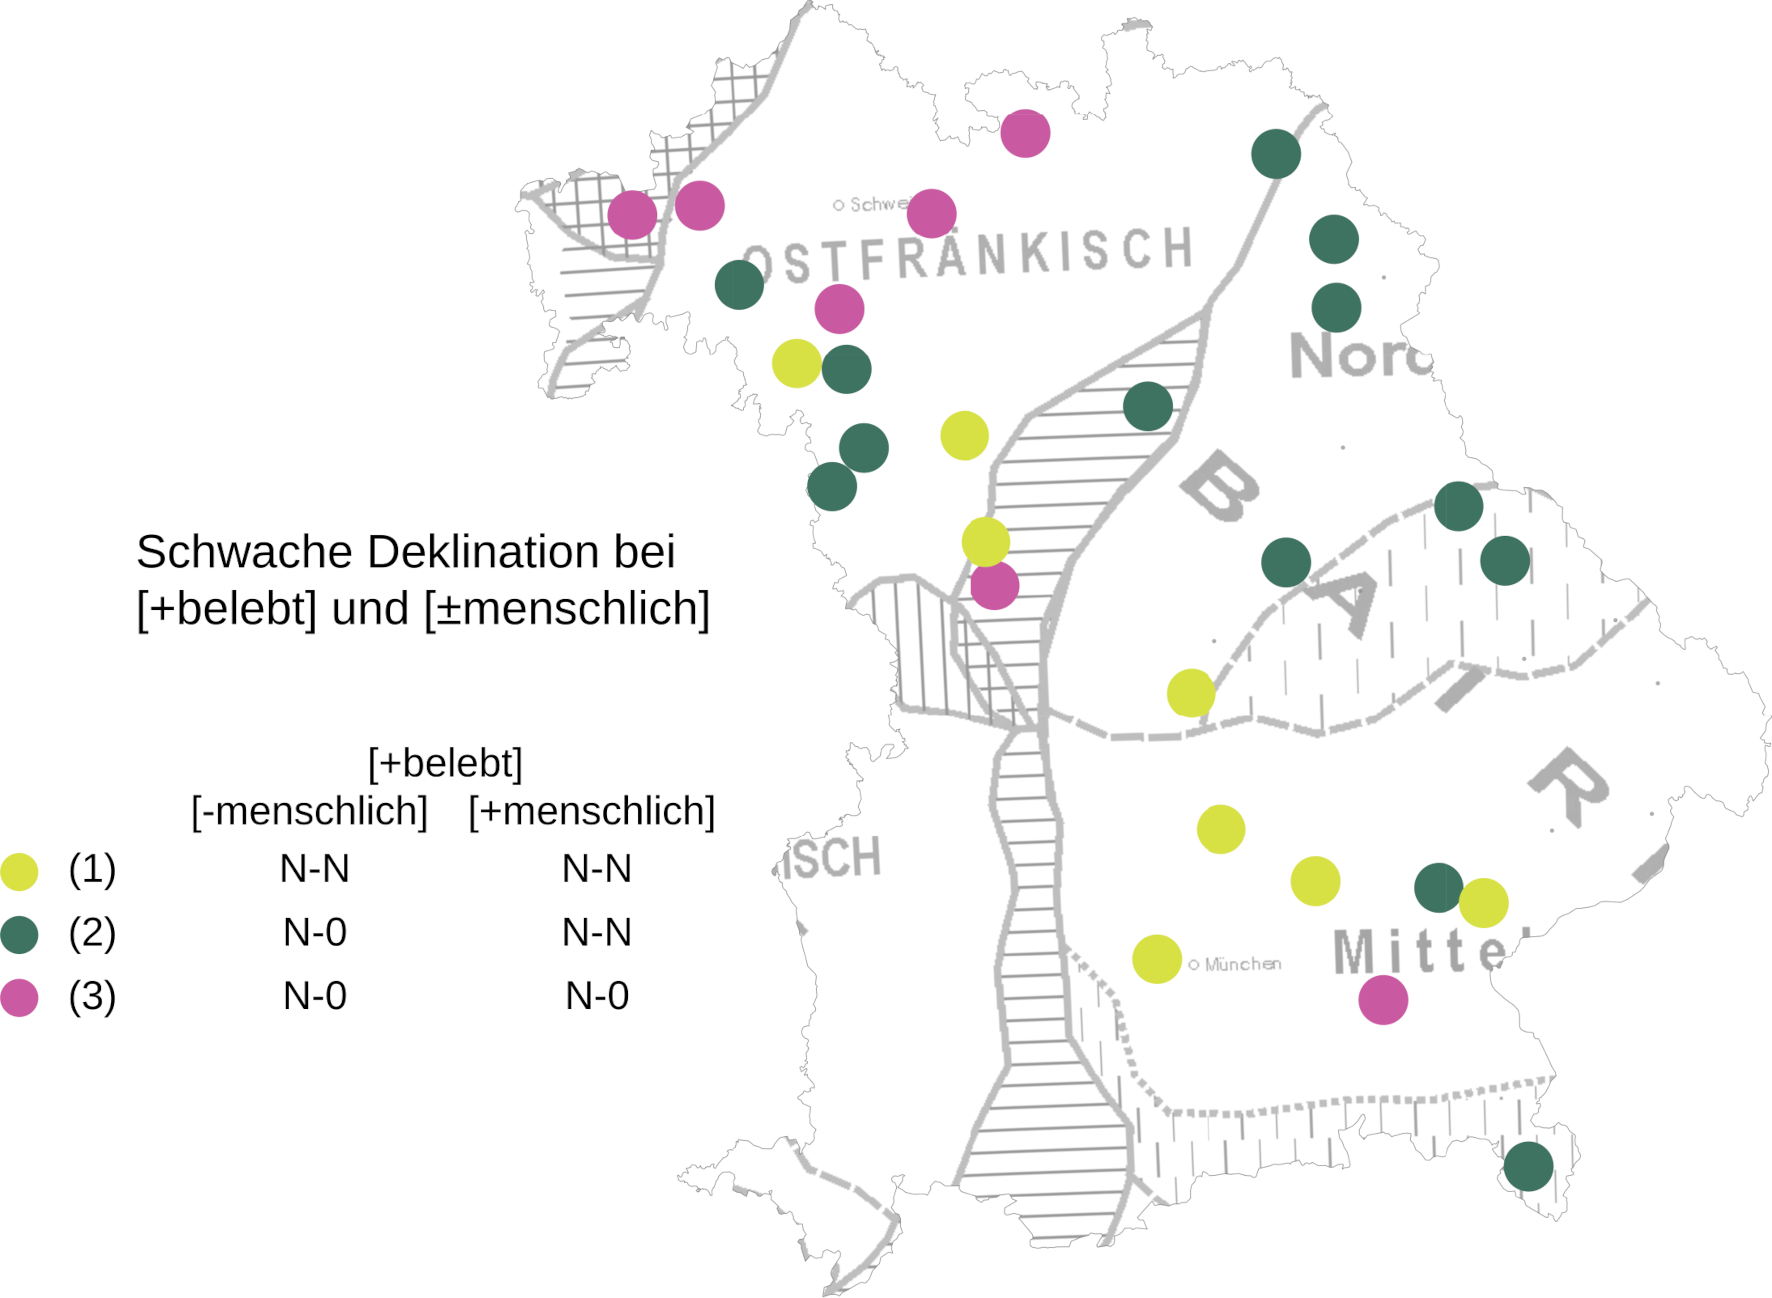 Schwe
OSTFRÄNKISCH
Nord
B
A
I
R
I
Schwache Deklination bei
[+belebt] und [±menschlich]
[+belebt]
[-menschlich] [+menschlich]
(1) N-N N-N
(2) N-0 N-N
(3) N-0 N-0
ISCH
Mittel
München